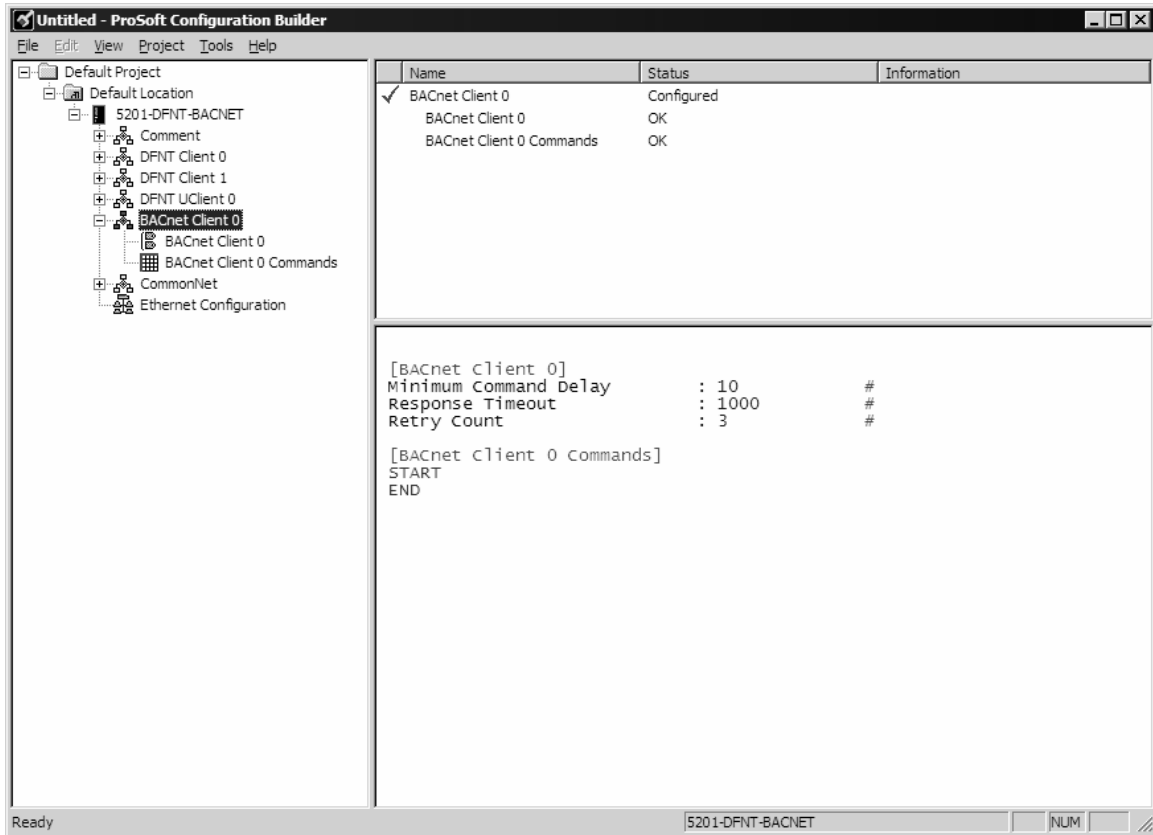 Untitled - ProSoft Configuration Builder
File Edit View Project Tools Help
Default Project
Default Location
5201-DFNT-BACNET
Comment
DFNT Client 0
DFNT Client 1
DFNT UClient 0
BACnet Client 0
BACnet Client 0
BACnet Client 0 Commands
CommonNet
Ethernet Configuration
Name Status Information
BACnet Client 0 Configured
BACnet Client 0 OK
BACnet Client 0 Commands OK
[BACnet Client 0]
Minimum Command Delay : 10 #
Response Timeout : 1000 #
Retry Count : 3 #
[BACnet Client 0 Commands]
START
END
Ready 5201-DFNT-BACNET NUM